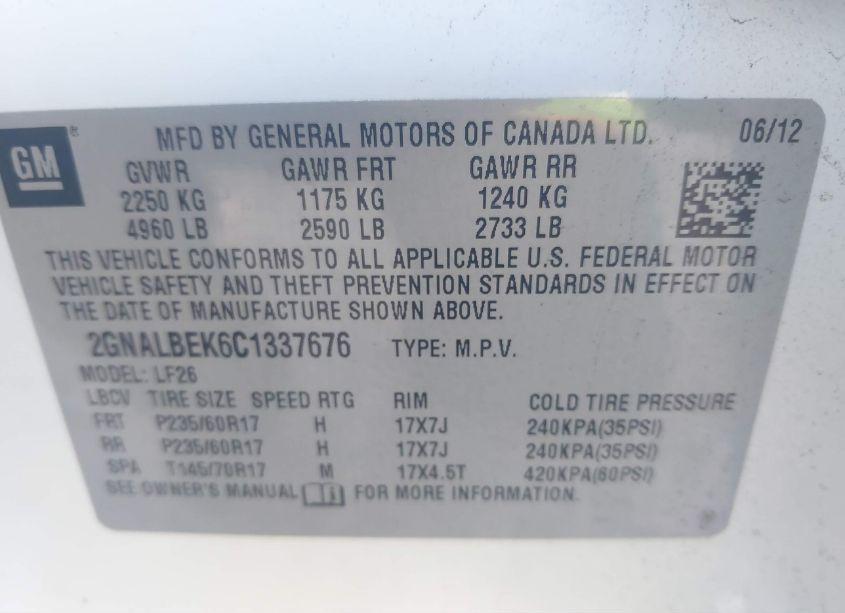 GM ®
MFD BY GENERAL MOTORS OF CANADA LTD. 06/12
GVWR GAWR FRT GAWR RR
2250 KG 1175 KG 1240 KG
4960 LB 2590 LB 2733 LB
THIS VEHICLE CONFORMS TO ALL APPLICABLE U.S. FEDERAL MOTOR
VEHICLE SAFETY AND THEFT PREVENTION STANDARDS IN EFFECT ON
THE DATE OF MANUFACTURE SHOWN ABOVE.
2GNALBEK6C1337676 TYPE: M.P.V.
MODEL: LF26
LBCV TIRE SIZE SPEED RTG RIM COLD TIRE PRESSURE
FRT P235/60R17 H 17X7J 240KPA(35PSI)
RR P235/60R17 H 17X7J 240KPA(35PSI)
SPA T145/70R17 M 17X4.5T 420KPA(60PSI)
SEE OWNER'S MANUAL FOR MORE INFORMATION.